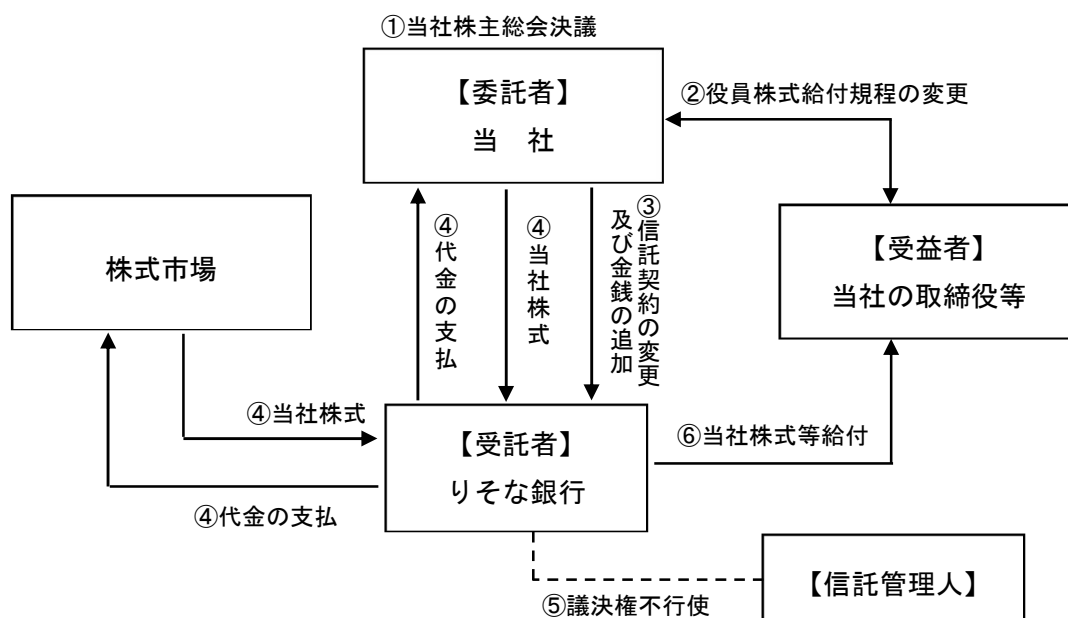 ①当社株主総会決議
【委託者】
当　社
②役員株式給付規程の変更
④代金の支払
④当社株式
③信託契約の変更
及び金銭の追加
株式市場
【受益者】
当社の取締役等
④当社株式
④代金の支払
【受託者】
りそな銀行
⑥当社株式等給付
⑤議決権不行使
【信託管理人】